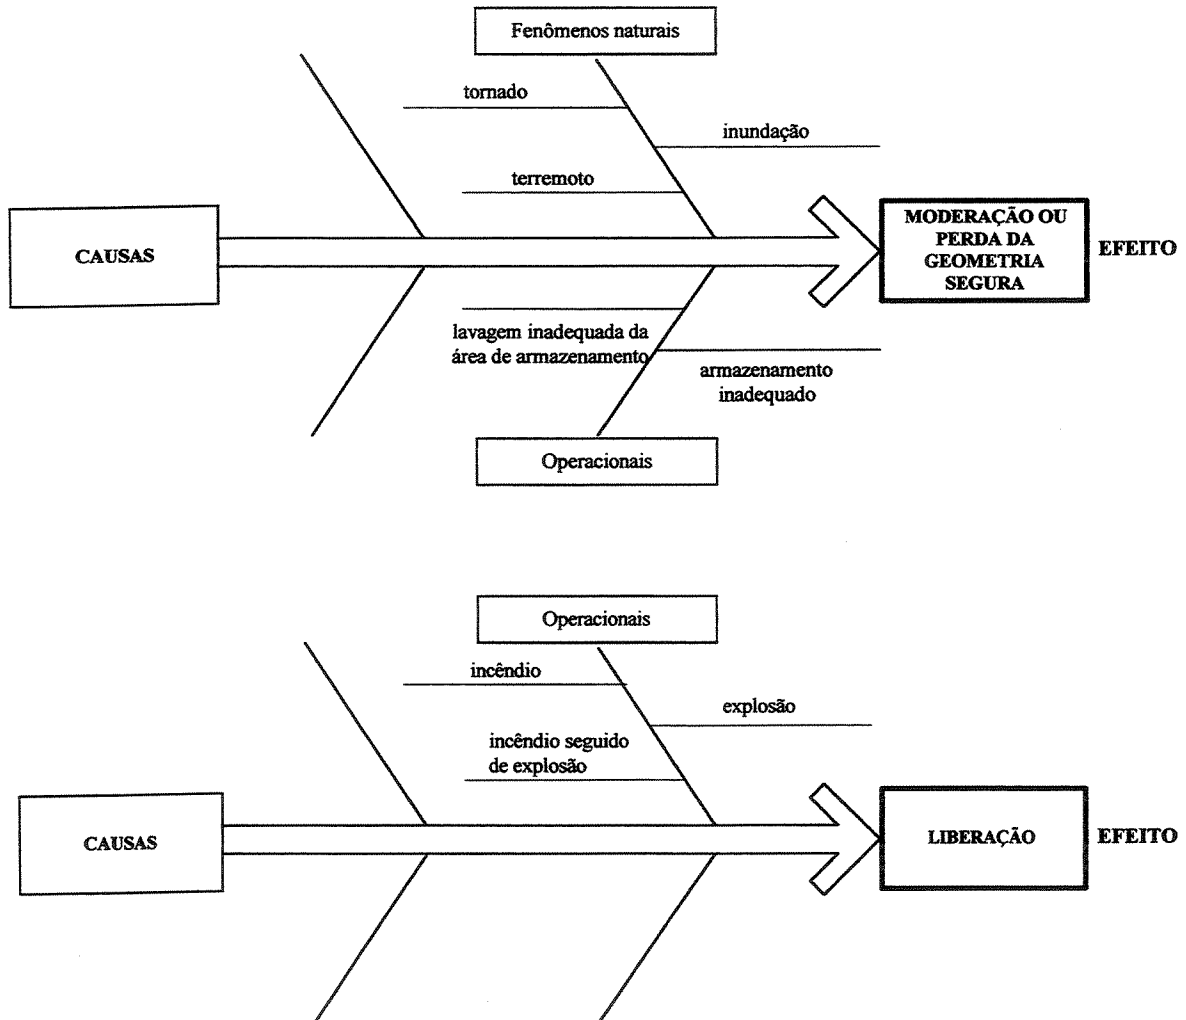 Fenômenos naturais
tornado
inundação
terremoto
CAUSAS
MODERAÇÃO OU
PERDA DA
GEOMETRIA
SEGURA
EFEITO
lavagem inadequada da
área de armazenamento
armazenamento
inadequado
Operacionais
Operacionais
incêndio
explosão
incêndio seguido
de explosão
CAUSAS
LIBERAÇÃO
EFEITO